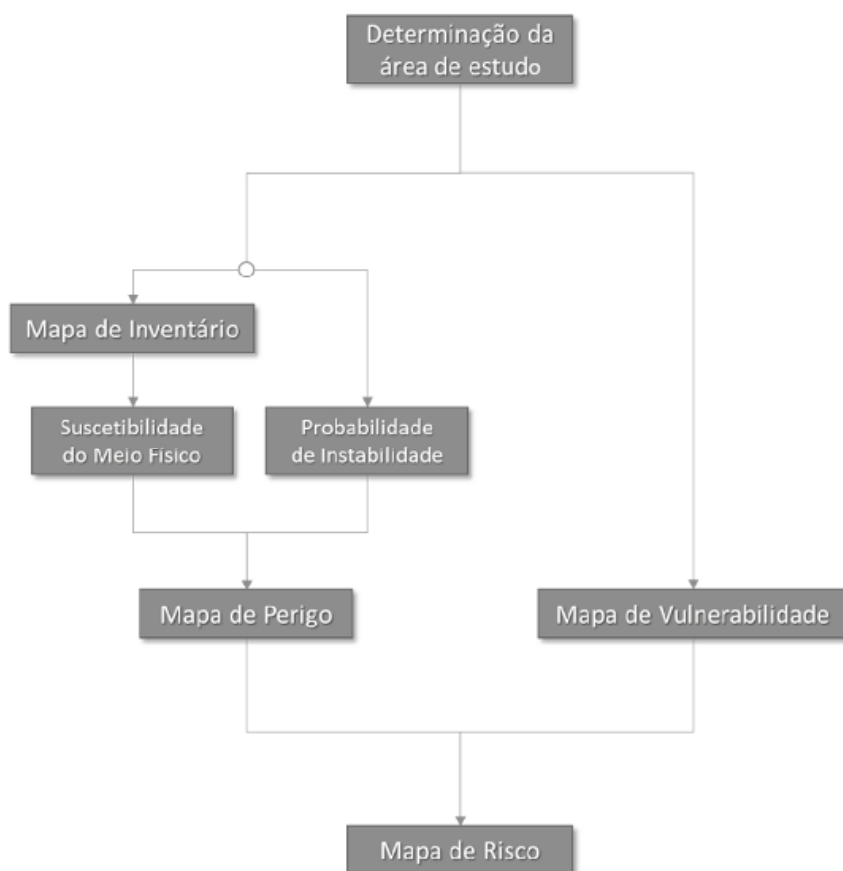 Determinação da
área de estudo
Mapa de Inventário
Suscetibilidade
do Meio Físico
Probabilidade
de Instabilidade
Mapa de Perigo
Mapa de Vulnerabilidade
Mapa de Risco